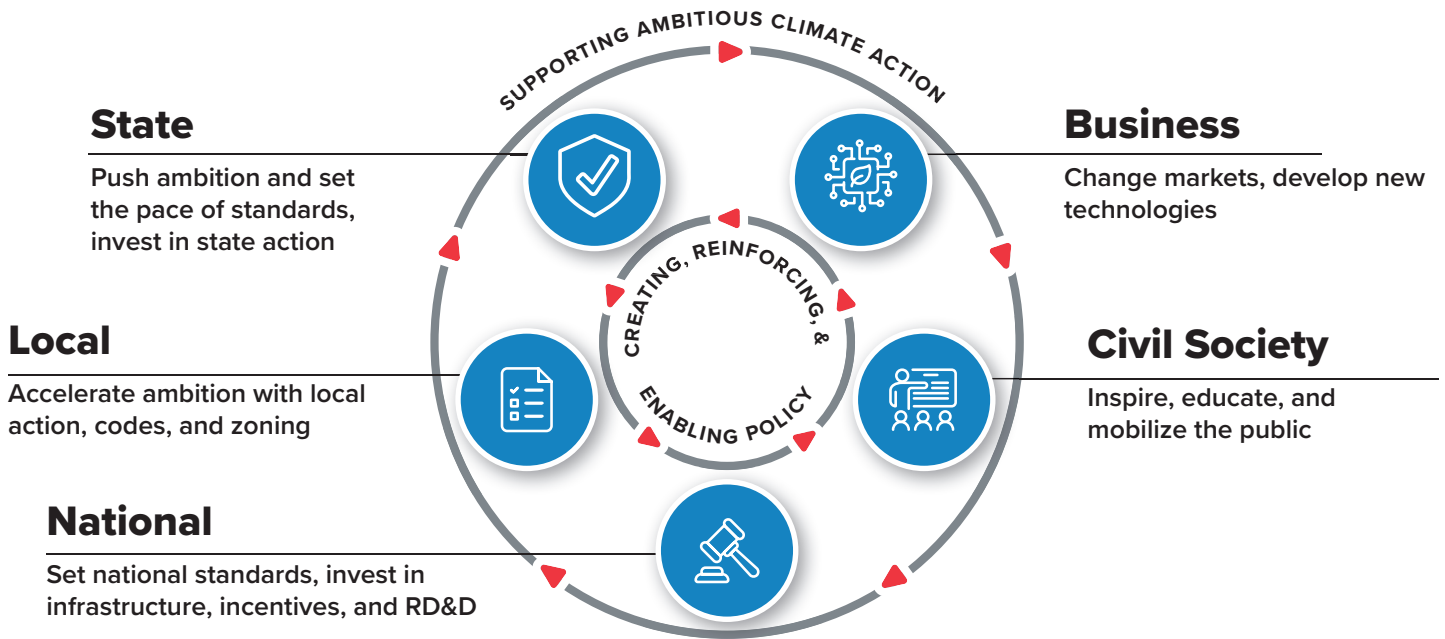 SUPPORTING AMBITIOUS CLIMATE ACTION
State
Push ambition and set
the pace of standards,
invest in state action
Business
Change markets, develop new
technologies
CREATING, REINFORCING, &
ENABLING POLICY
Local
Accelerate ambition with local
action, codes, and zoning
Civil Society
Inspire, educate, and
mobilize the public
National
Set national standards, invest in
infrastructure, incentives, and RD&D